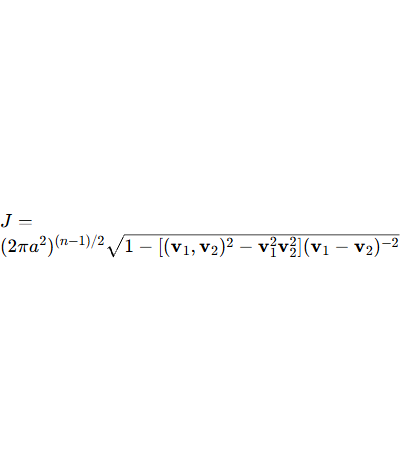 J =
(2πa²)^{(n−1)/2} √{1 − [(𝐯₁, 𝐯₂)² − 𝐯₁²𝐯₂²](𝐯₁ − 𝐯₂)^{−2}}